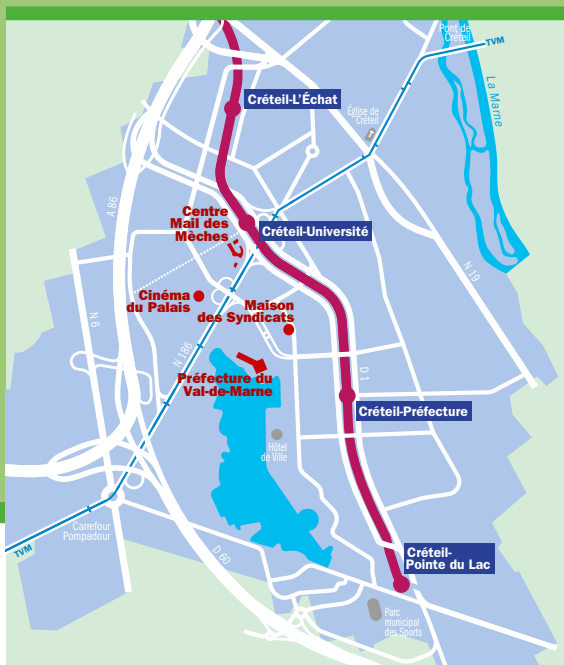 Pont de
Créteil
TVM
La Marne
Créteil-L'Échat
Église de
Créteil
A 86
Centre
Mail des
Mèches
Créteil-Université
N 19
N 6
Cinéma
du Palais
Maison
des Syndicats
N 186
D 1
Préfecture du
Val-de-Marne
Créteil-Préfecture
Hôtel
de Ville
Carrefour
Pompadour
TVM
D 60
Créteil-
Pointe du Lac
Parc
municipal
des Sports